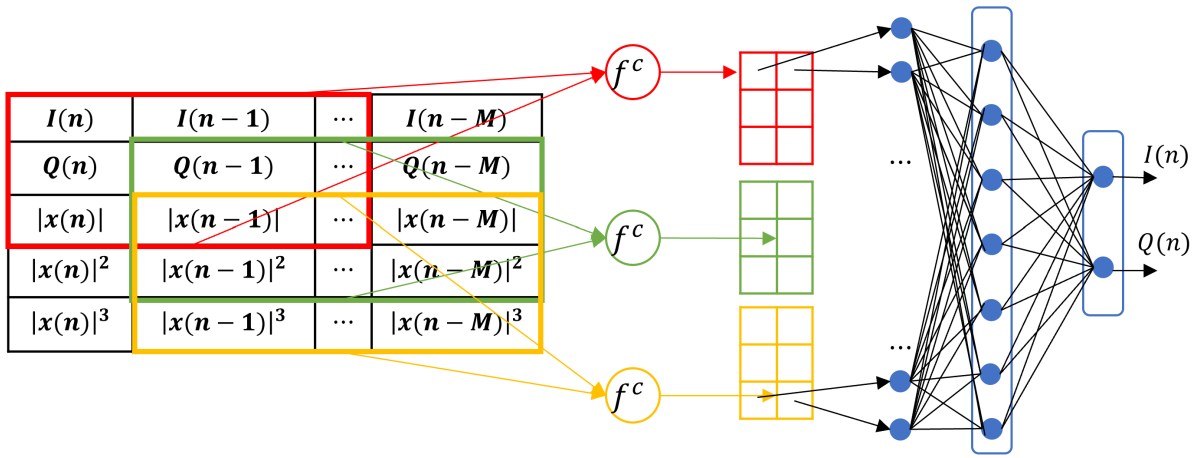 I(n) I(n − 1) ⋯ I(n − M)
Q(n) Q(n − 1) ⋯ Q(n − M)
|x(n)| |x(n − 1)| ⋯ |x(n − M)|
|x(n)|² |x(n − 1)|² ⋯ |x(n − M)|²
|x(n)|³ |x(n − 1)|³ ⋯ |x(n − M)|³
f^c
f^c
f^c
...
...
I(n)
Q(n)